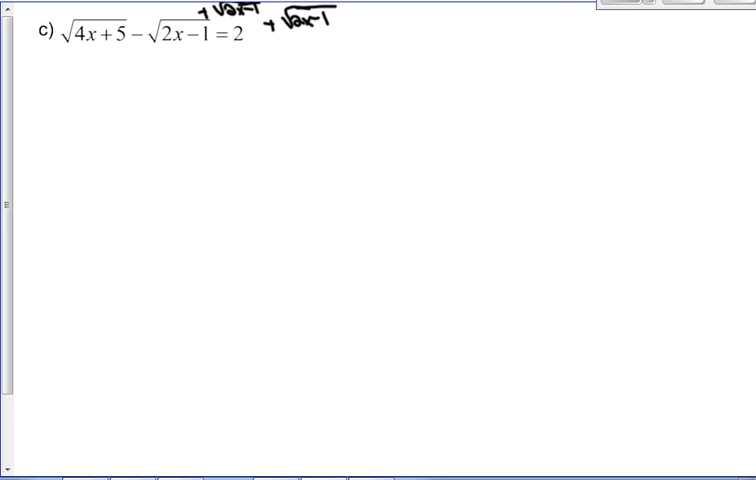 +√2x-1
c) √4x + 5 − √2x − 1 = 2 + √2x-1